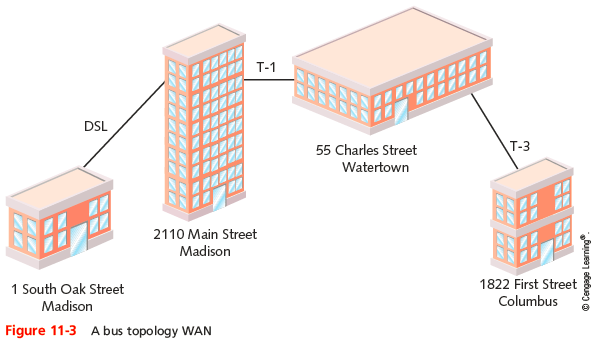 T-1
DSL
55 Charles Street
Watertown
T-3
2110 Main Street
Madison
1 South Oak Street
Madison
1822 First Street
Columbus
© Cengage Learning®.
Figure 11-3 A bus topology WAN